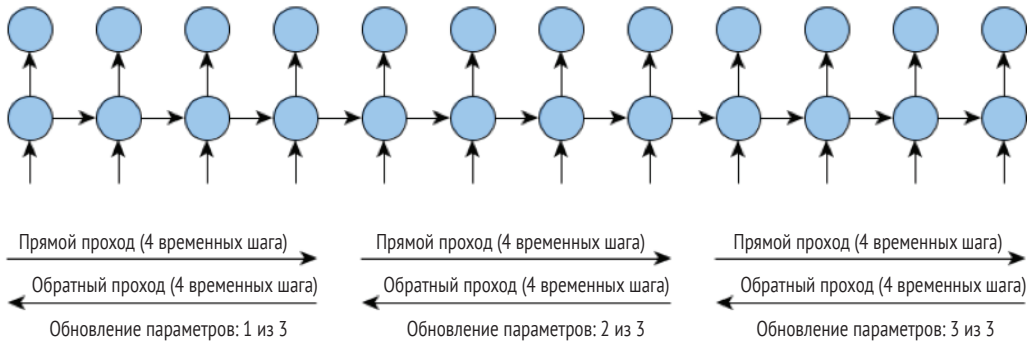 Прямой проход (4 временных шага)
Обратный проход (4 временных шага)
Обновление параметров: 1 из 3
Прямой проход (4 временных шага)
Обратный проход (4 временных шага)
Обновление параметров: 2 из 3
Прямой проход (4 временных шага)
Обратный проход (4 временных шага)
Обновление параметров: 3 из 3